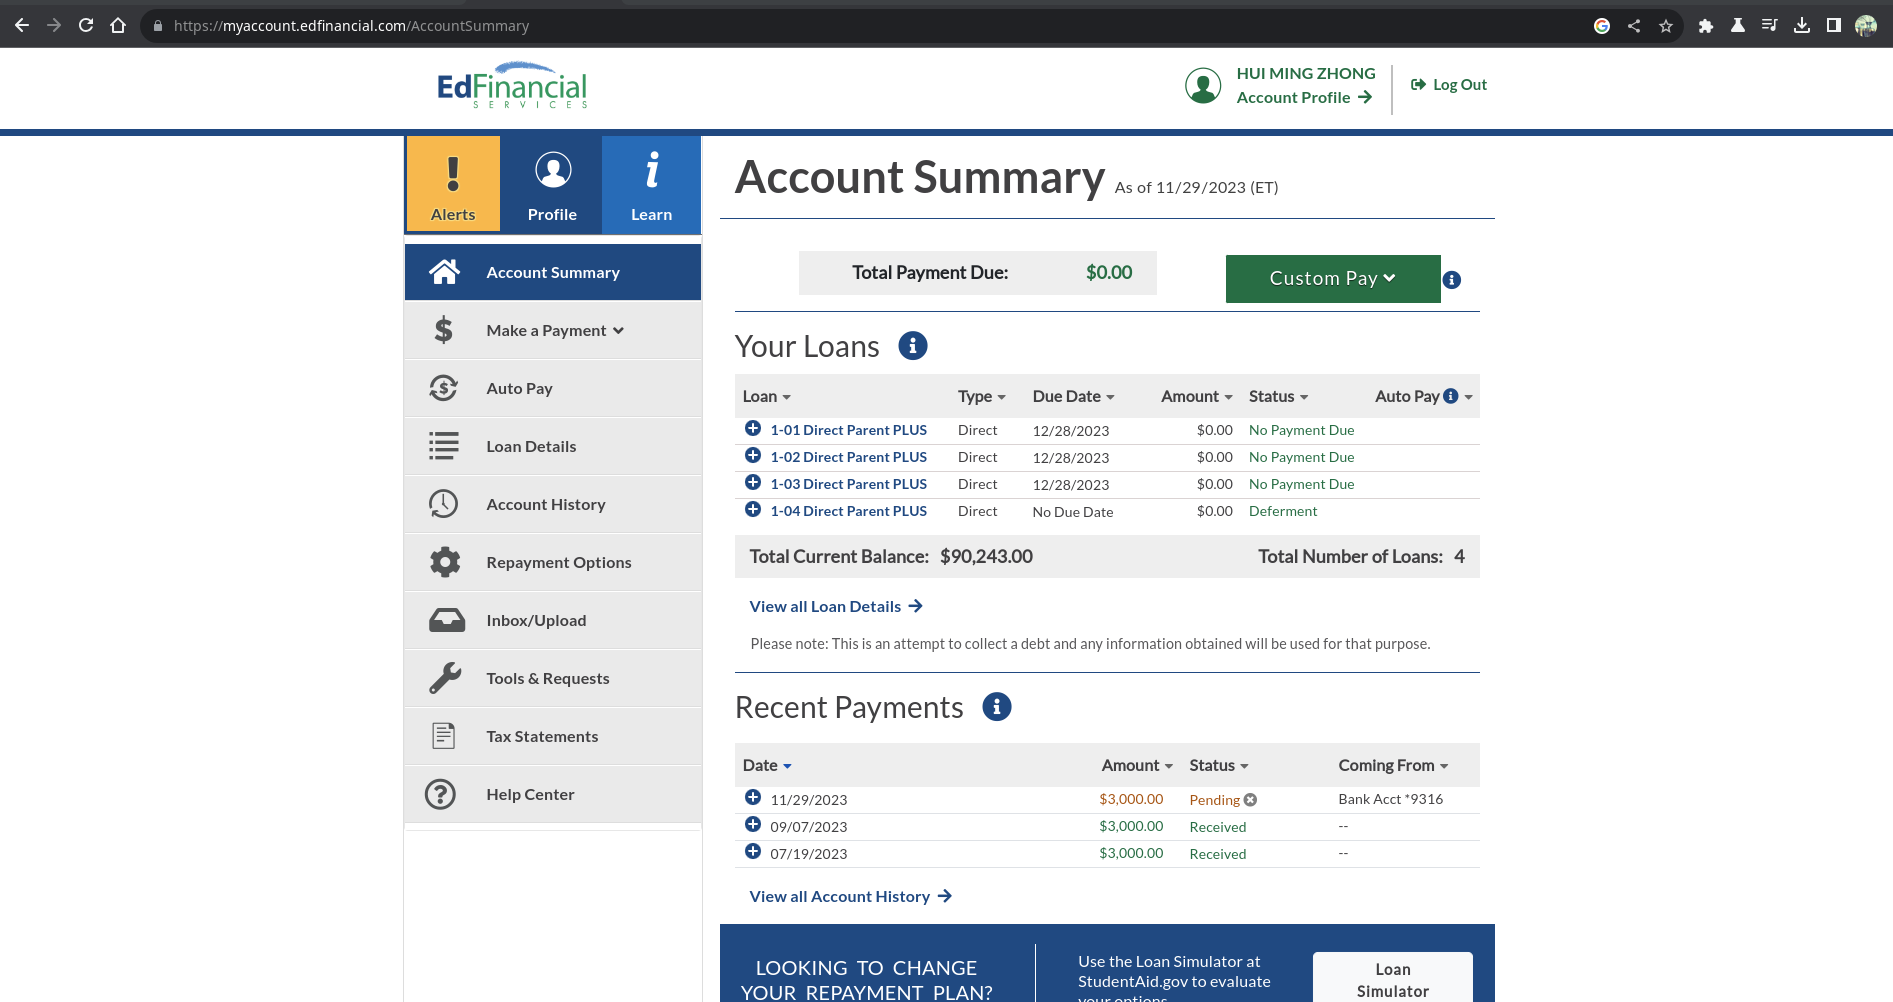 https://myaccount.edfinancial.com/AccountSummary
EdFinancial
SERVICES
HUI MING ZHONG
Account Profile
Log Out
Alerts
Profile
Learn
Account Summary
Make a Payment
Auto Pay
Loan Details
Account History
Repayment Options
Inbox/Upload
Tools & Requests
Tax Statements
Help Center
Account Summary As of 11/29/2023 (ET)
Total Payment Due: $0.00
Custom Pay
Your Loans
Loan Type Due Date Amount Status Auto Pay
1-01 Direct Parent PLUS Direct 12/28/2023 $0.00 No Payment Due
1-02 Direct Parent PLUS Direct 12/28/2023 $0.00 No Payment Due
1-03 Direct Parent PLUS Direct 12/28/2023 $0.00 No Payment Due
1-04 Direct Parent PLUS Direct No Due Date $0.00 Deferment
Total Current Balance: $90,243.00 Total Number of Loans: 4
View all Loan Details
Please note: This is an attempt to collect a debt and any information obtained will be used for that purpose.
Recent Payments
Date Amount Status Coming From
11/29/2023 $3,000.00 Pending Bank Acct *9316
09/07/2023 $3,000.00 Received --
07/19/2023 $3,000.00 Received --
View all Account History
LOOKING TO CHANGE
YOUR REPAYMENT PLAN?
Use the Loan Simulator at
StudentAid.gov to evaluate
your options
Loan
Simulator